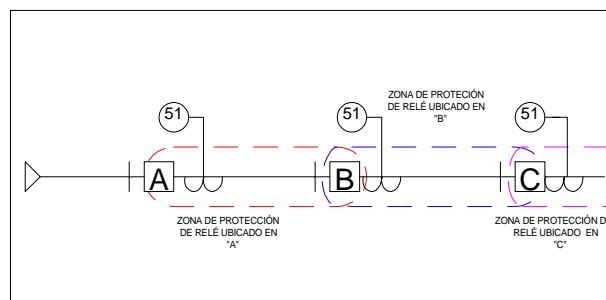 ZONA DE PROTECIÓN
DE RELÉ UBICADO EN
"B"
51
51
51
A
B
C
ZONA DE PROTECCIÓN
DE RELÉ UBICADO EN
"A"
ZONA DE PROTECCIÓN D
RELÉ UBICADO EN
"C"